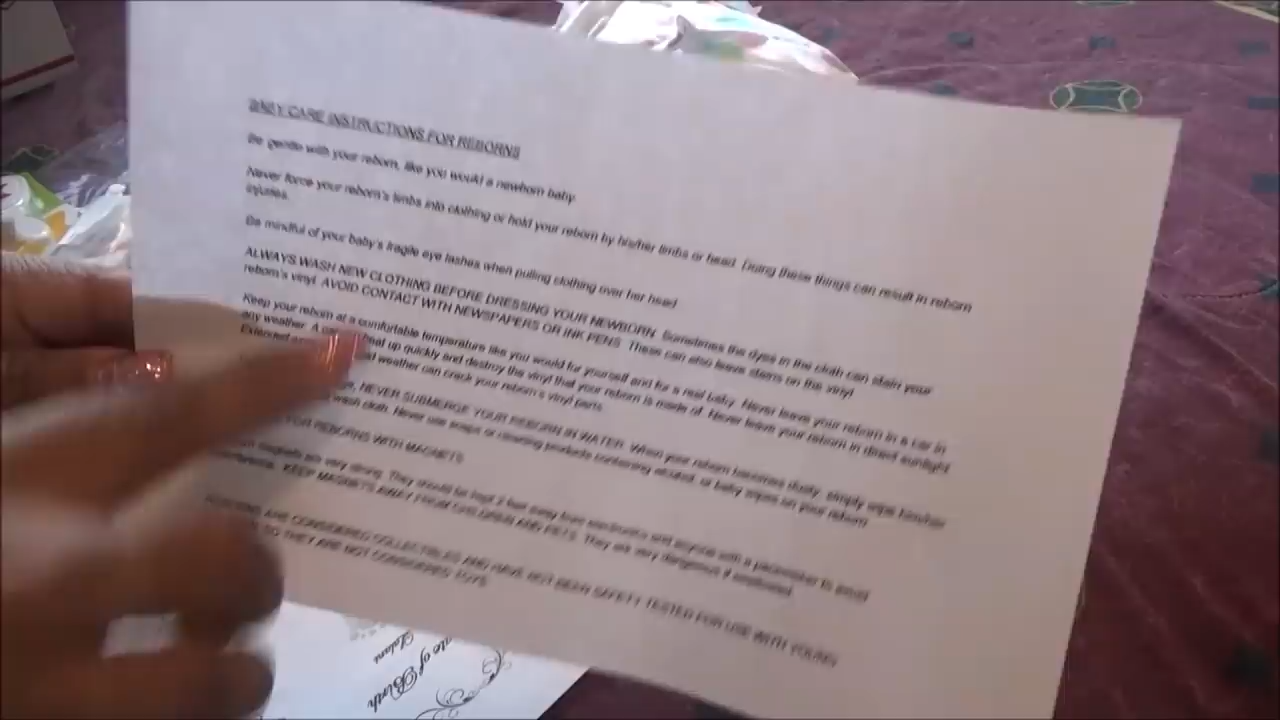 BABY CARE INSTRUCTIONS FOR REBORNS
Be gentle with your reborn, like you would a newborn baby.
Never force your reborn's limbs into clothing or hold your reborn by his/her limbs or head. Doing these things can result in reborn
injuries.
Be mindful of your baby's fragile eye lashes when pulling clothing over her head.
ALWAYS WASH NEW CLOTHING BEFORE DRESSING YOUR NEWBORN. Sometimes the dyes in the cloth can stain your
reborn's vinyl. AVOID CONTACT WITH NEWSPAPERS OR INK PENS. These can also leave stains on the vinyl.
Keep your reborn at a comfortable temperature like you would for yourself and for a real baby. Never leave your reborn in a car in
any weather. A heat up quickly and destroy the vinyl that your reborn is made of. Never leave your reborn in direct sunlight.
Extended weather can crack your reborn's vinyl parts.
NEVER SUBMERGE YOUR REBORN IN WATER. When your reborn becomes dusty, simply wipe him/her
wash cloth. Never use soaps or cleaning products containing alcohol, or baby wipes on your reborn.
FOR REBORNS WITH MAGNETS
magnets are very strong. They should be kept 2 feet away from electronics and anyone with a pacemaker to avoid
KEEP MAGNETS AWAY FROM CHILDREN AND PETS. They are very dangerous if swallowed.
ARE CONSIDERED COLLECTIBLES AND HAVE NOT BEEN SAFETY TESTED FOR USE WITH YOUNG
SO THEY ARE NOT CONSIDERED TOYS.
of Birth